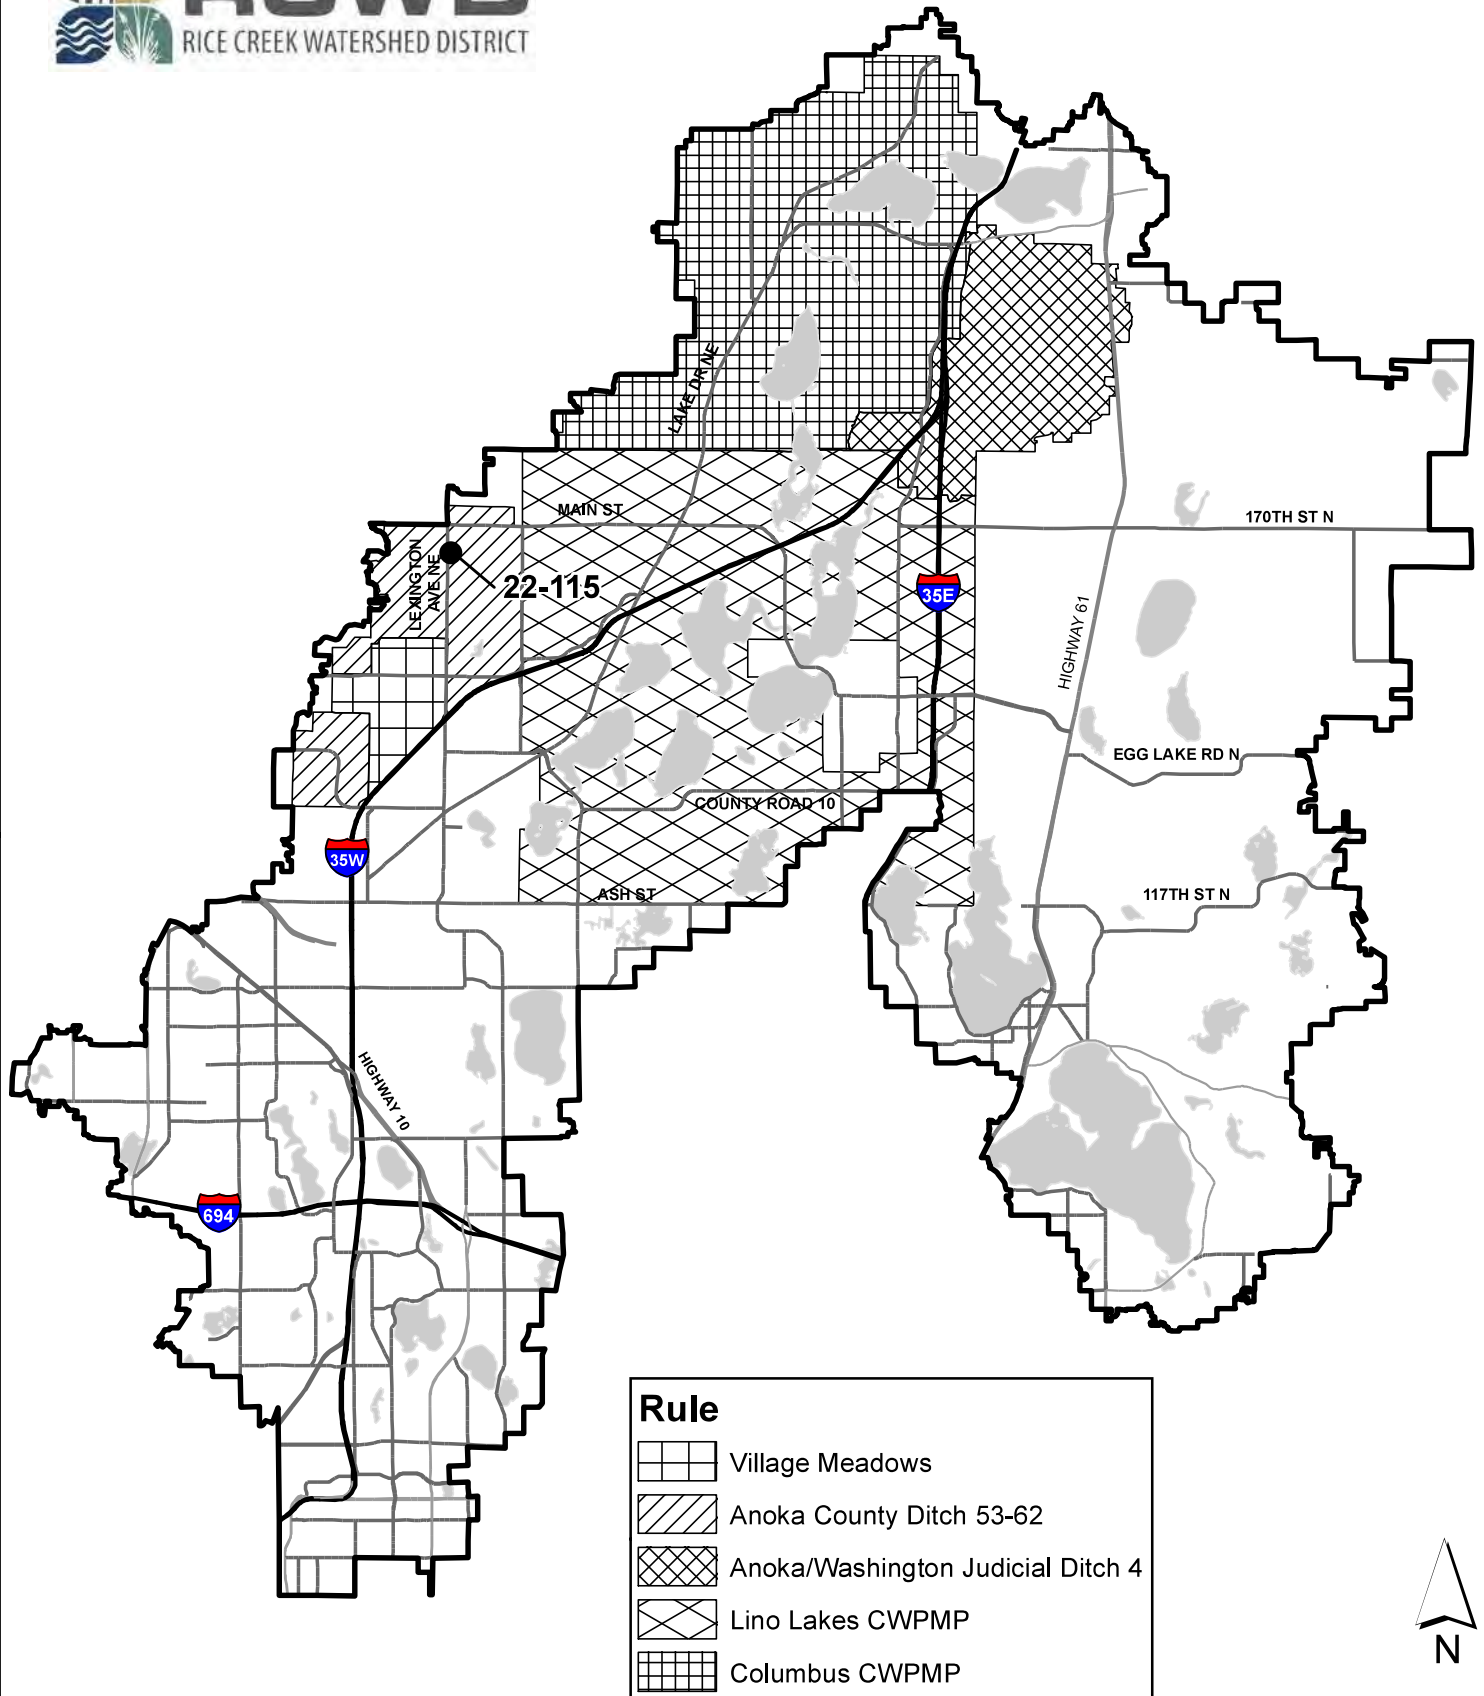 RCWD
RICE CREEK WATERSHED DISTRICT
LAKE DR NE
MAIN ST
170TH ST N
LEXINGTON
AVE NE
22-115
35E
HIGHWAY 61
EGG LAKE RD N
COUNTY ROAD 10
35W
ASH ST
117TH ST N
HIGHWAY 10
694
Rule
Village Meadows
Anoka County Ditch 53-62
Anoka/Washington Judicial Ditch 4
Lino Lakes CWPMP
Columbus CWPMP
N